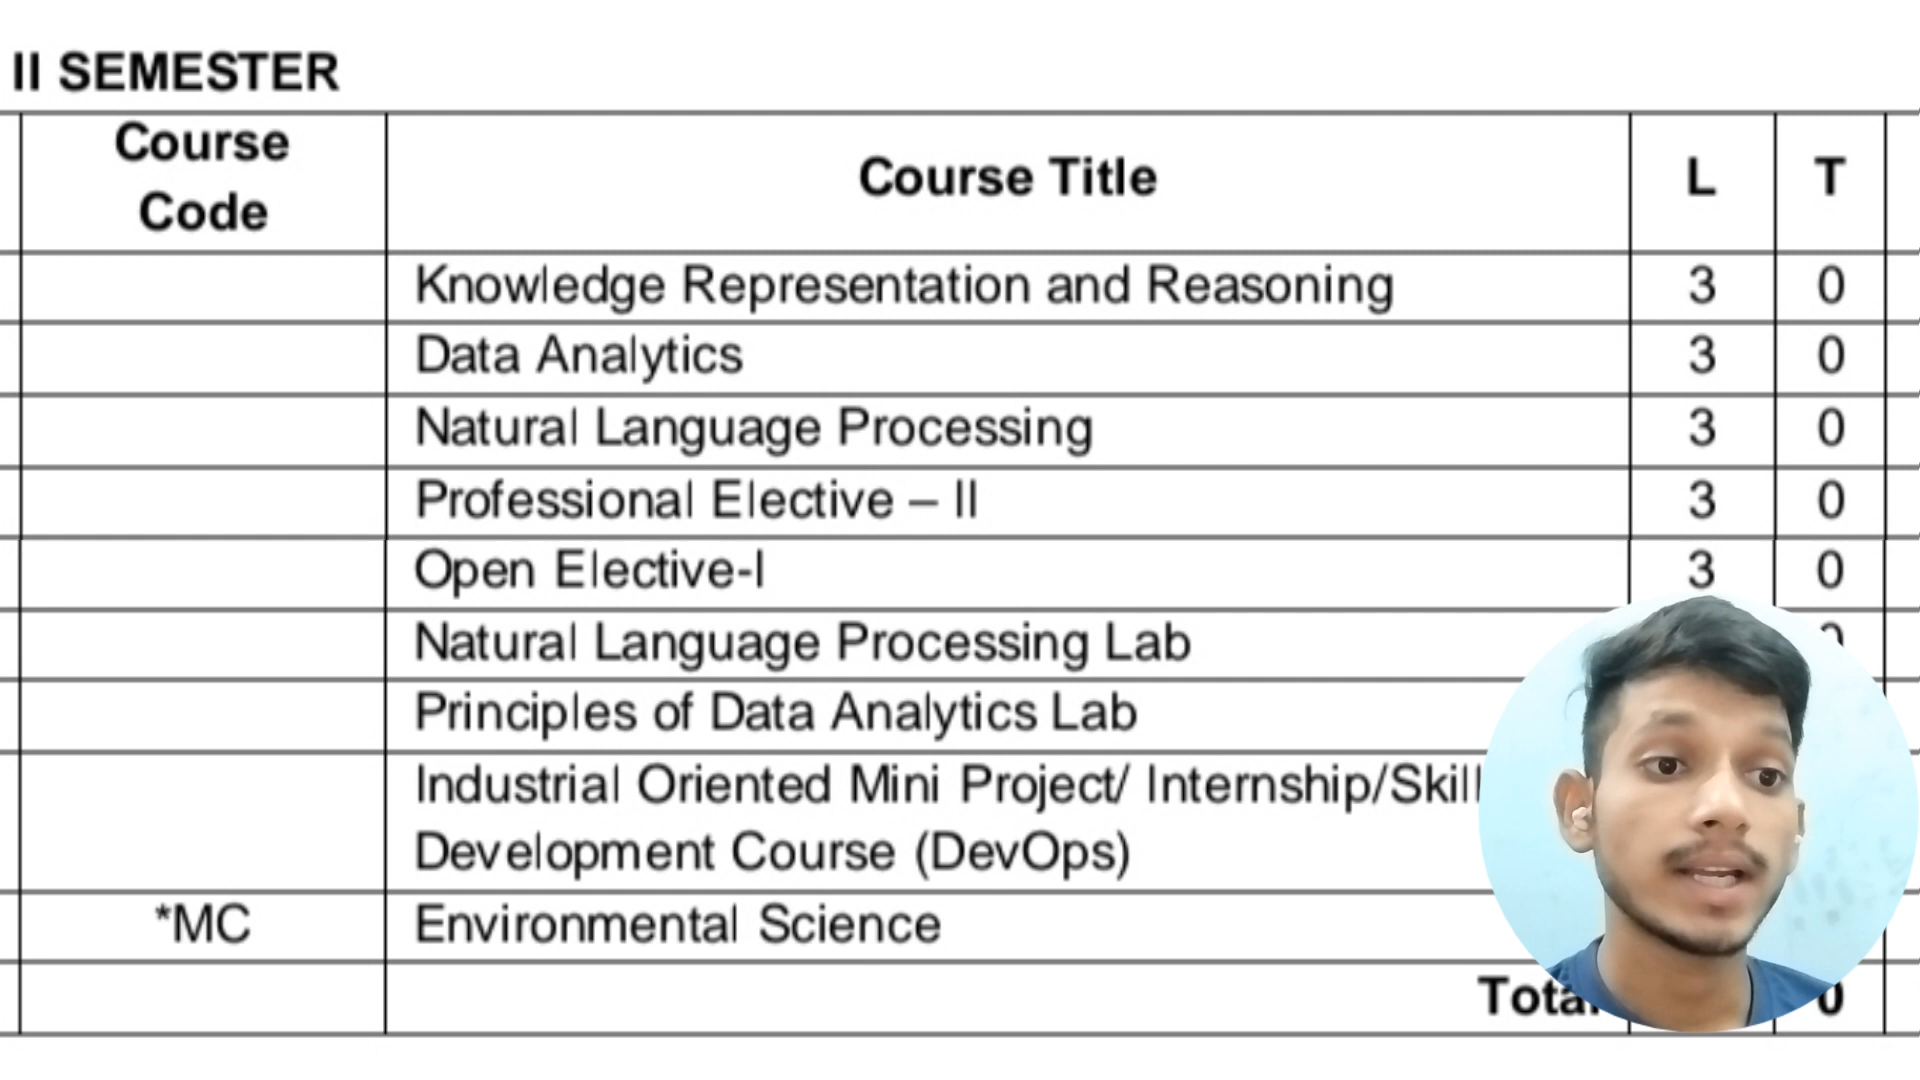 II SEMESTER
Course Code Course Title L T
Knowledge Representation and Reasoning 3 0
Data Analytics 3 0
Natural Language Processing 3 0
Professional Elective – II 3 0
Open Elective-I 3 0
Natural Language Processing Lab
Principles of Data Analytics Lab
Industrial Oriented Mini Project/ Internship/Skill
Development Course (DevOps)
*MC Environmental Science
0